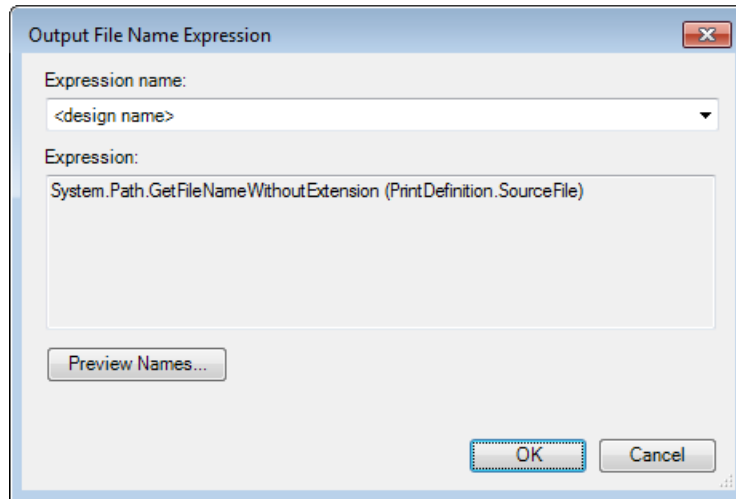 Output File Name Expression
Expression name:
<design name>
Expression:
System.Path.GetFileNameWithoutExtension (PrintDefinition.SourceFile)
Preview Names...
OK
Cancel